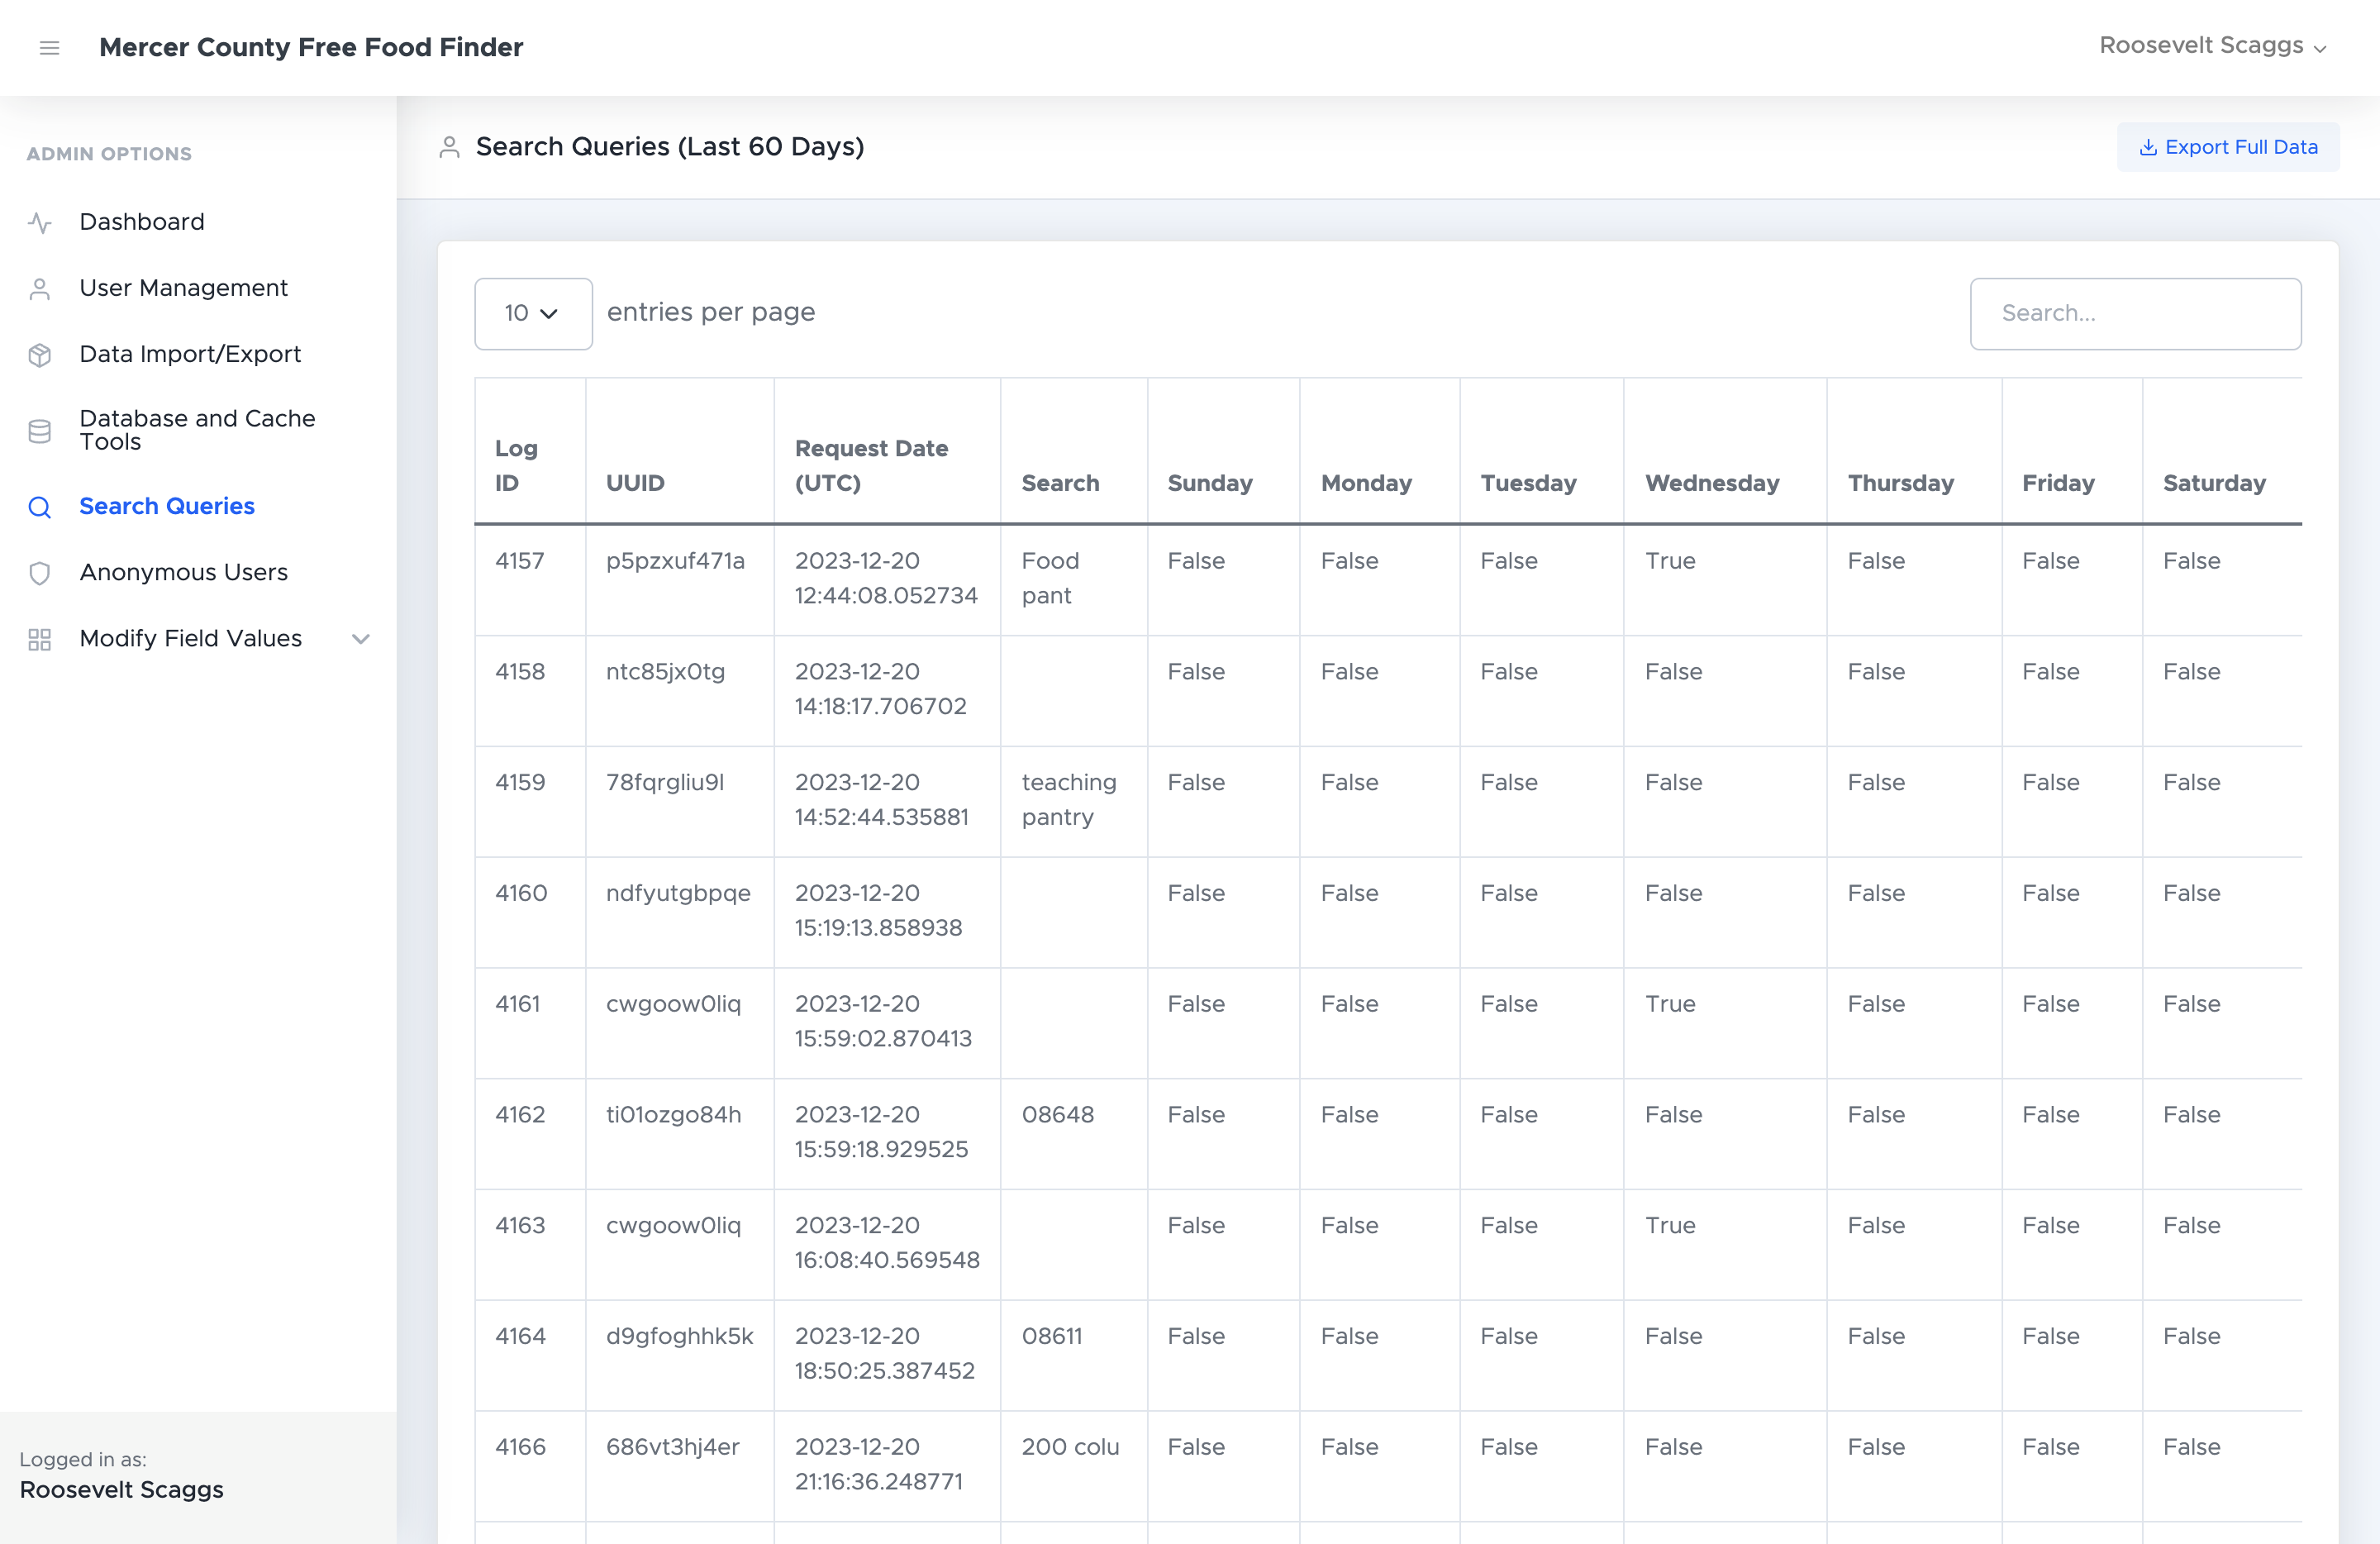 Mercer County Free Food Finder
Roosevelt Scaggs
ADMIN OPTIONS
Dashboard
User Management
Data Import/Export
Database and Cache
Tools
Search Queries
Anonymous Users
Modify Field Values
Logged in as:
Roosevelt Scaggs
Search Queries (Last 60 Days)
Export Full Data
10 entries per page
Search...
Log ID UUID Request Date (UTC) Search Sunday Monday Tuesday Wednesday Thursday Friday Saturday
4157 p5pzxuf471a 2023-12-20 Food False False False True False False False
12:44:08.052734 pant
4158 ntc85jx0tg 2023-12-20 False False False False False False False
14:18:17.706702
4159 78fqrgliu9l 2023-12-20 teaching False False False False False False False
14:52:44.535881 pantry
4160 ndfyutgbpqe 2023-12-20 False False False False False False False
15:19:13.858938
4161 cwgoow0liq 2023-12-20 False False False True False False False
15:59:02.870413
4162 ti01ozgo84h 2023-12-20 08648 False False False False False False False
15:59:18.929525
4163 cwgoow0liq 2023-12-20 False False False True False False False
16:08:40.569548
4164 d9gfoghhk5k 2023-12-20 08611 False False False False False False False
18:50:25.387452
4166 686vt3hj4er 2023-12-20 200 colu False False False False False False False
21:16:36.248771